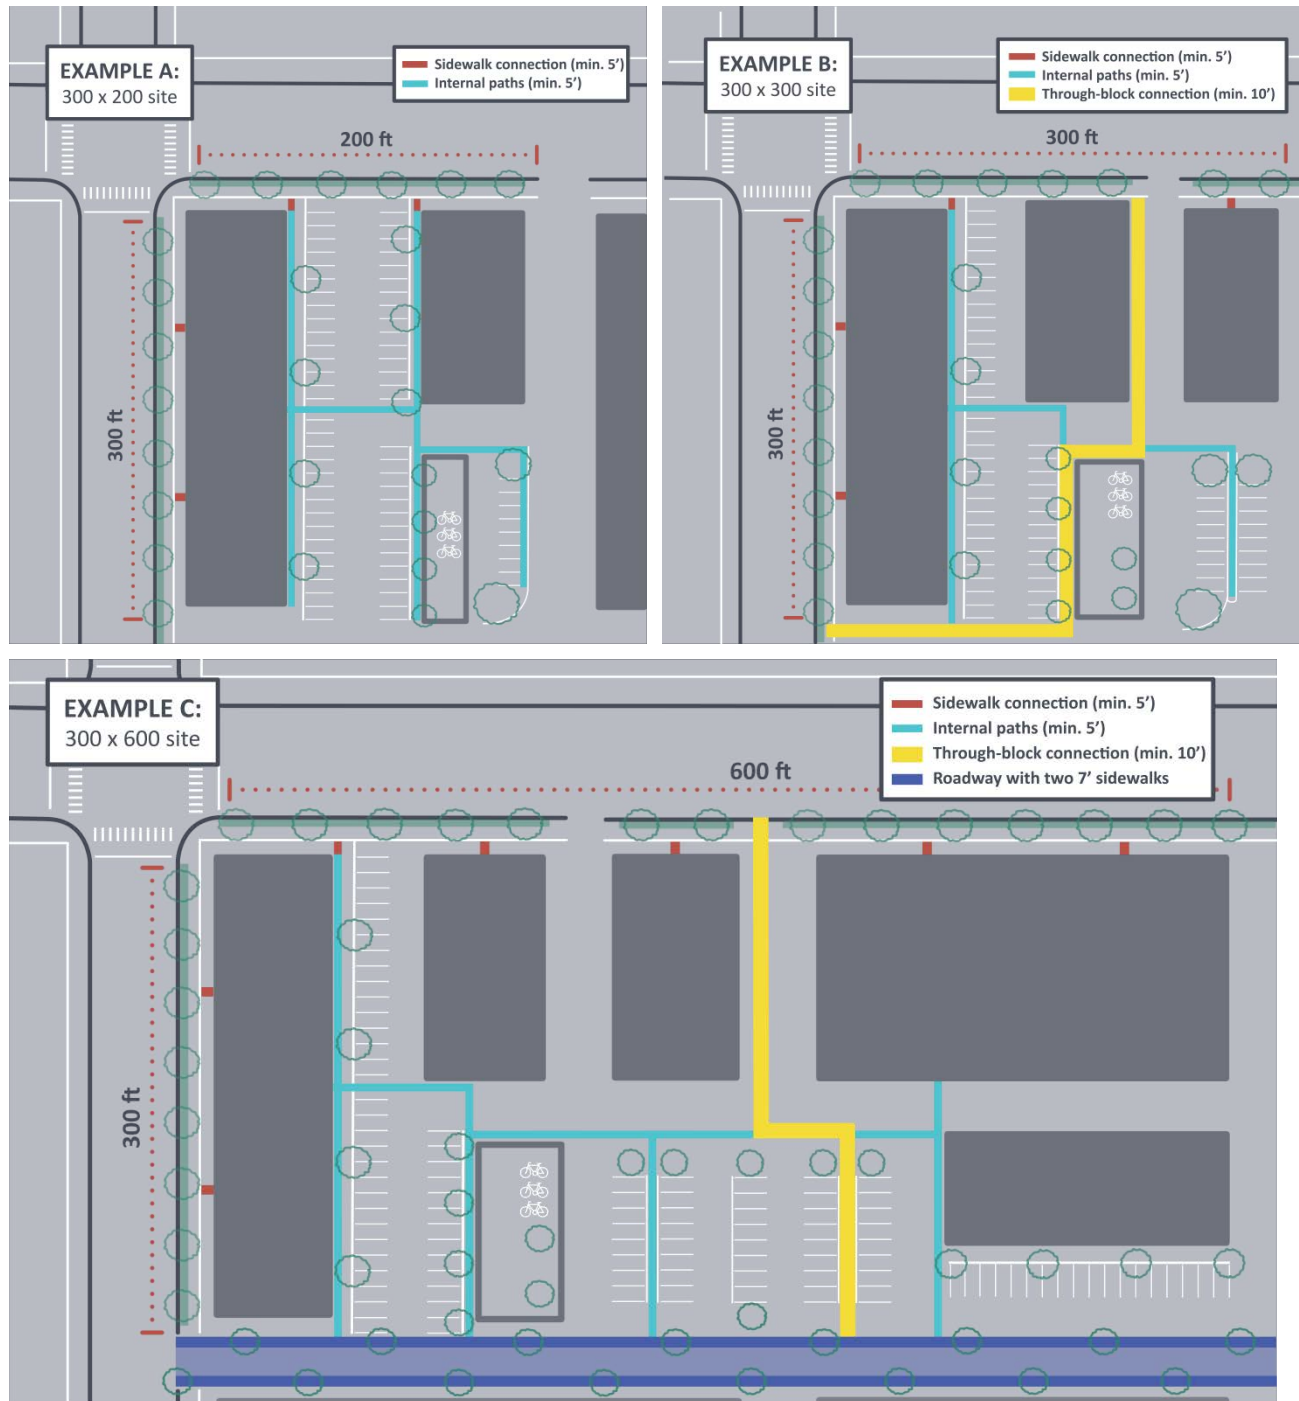 EXAMPLE A:
300 x 200 site
Sidewalk connection (min. 5')
Internal paths (min. 5')
200 ft
300 ft
EXAMPLE B:
300 x 300 site
Sidewalk connection (min. 5')
Internal paths (min. 5')
Through-block connection (min. 10')
300 ft
300 ft
EXAMPLE C:
300 x 600 site
Sidewalk connection (min. 5')
Internal paths (min. 5')
Through-block connection (min. 10')
Roadway with two 7' sidewalks
600 ft
300 ft